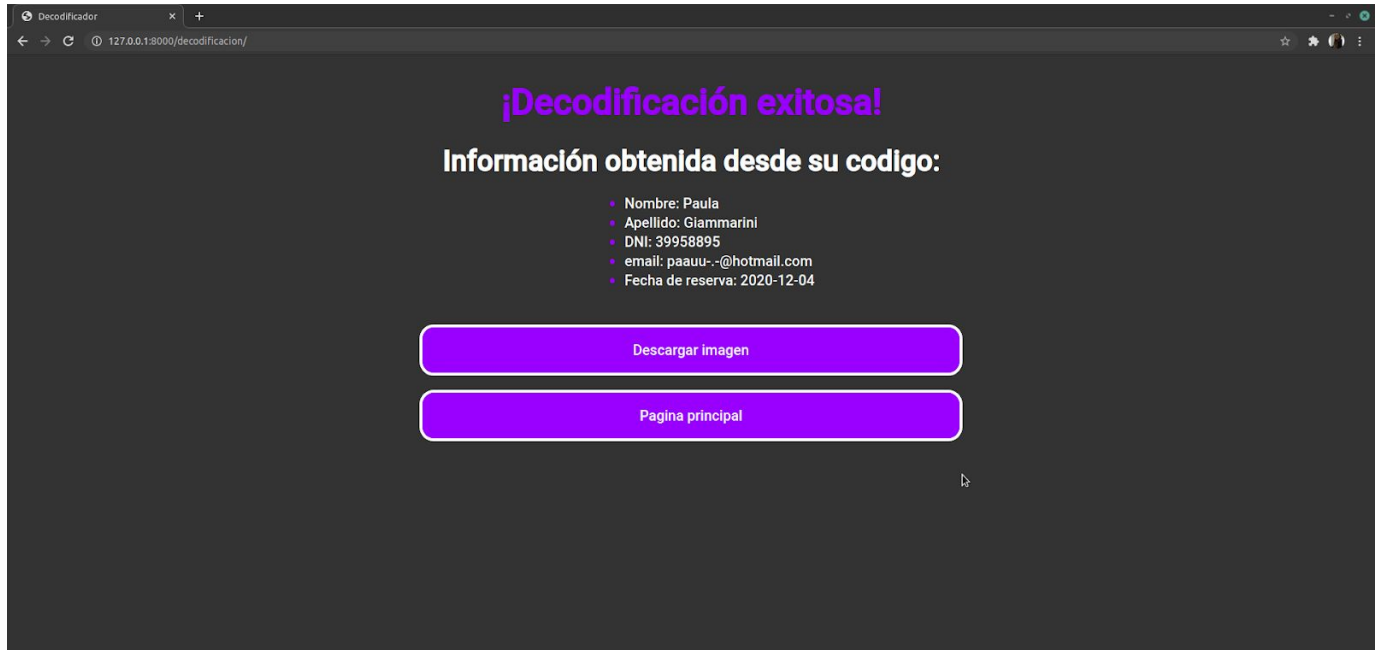 Decodificador
127.0.0.1:8000/decodificacion/
¡Decodificación exitosa!
Información obtenida desde su codigo:
Nombre: Paula
Apellido: Giammarini
DNI: 39958895
email: paauu-.-@hotmail.com
Fecha de reserva: 2020-12-04
Descargar imagen
Pagina principal